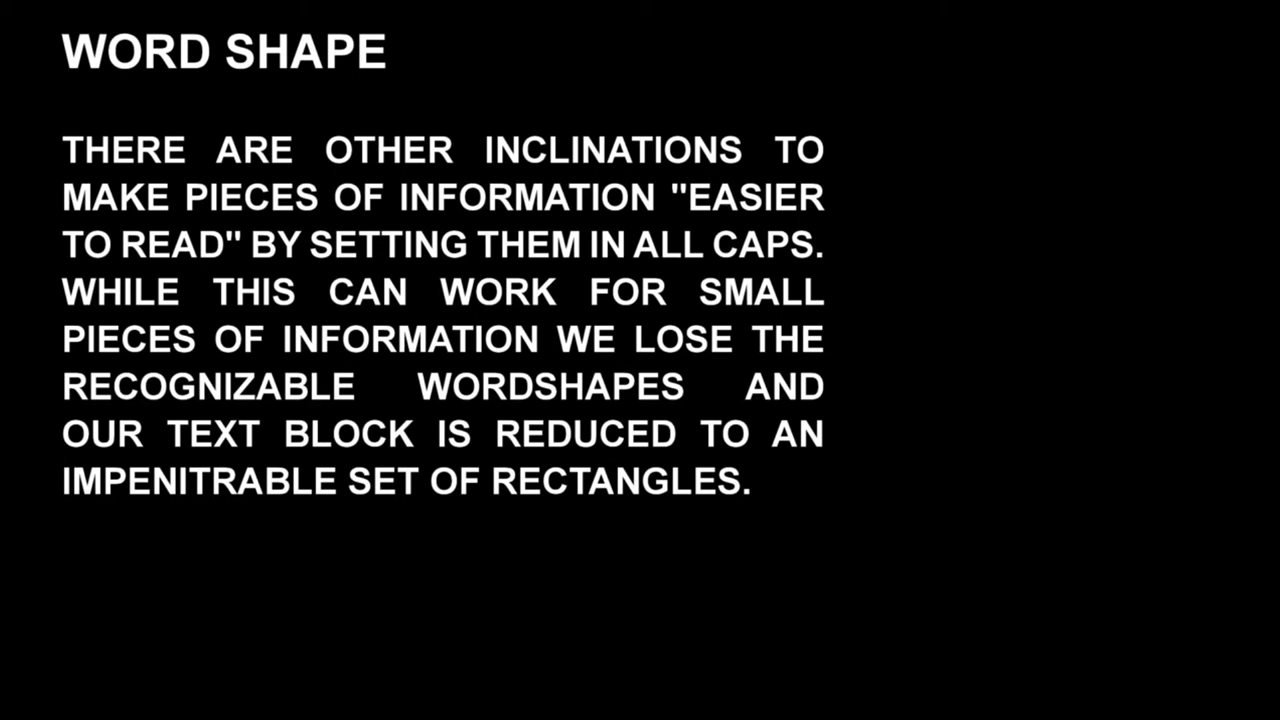 WORD SHAPE
THERE ARE OTHER INCLINATIONS TO
MAKE PIECES OF INFORMATION "EASIER
TO READ" BY SETTING THEM IN ALL CAPS.
WHILE THIS CAN WORK FOR SMALL
PIECES OF INFORMATION WE LOSE THE
RECOGNIZABLE WORDSHAPES AND
OUR TEXT BLOCK IS REDUCED TO AN
IMPENITRABLE SET OF RECTANGLES.